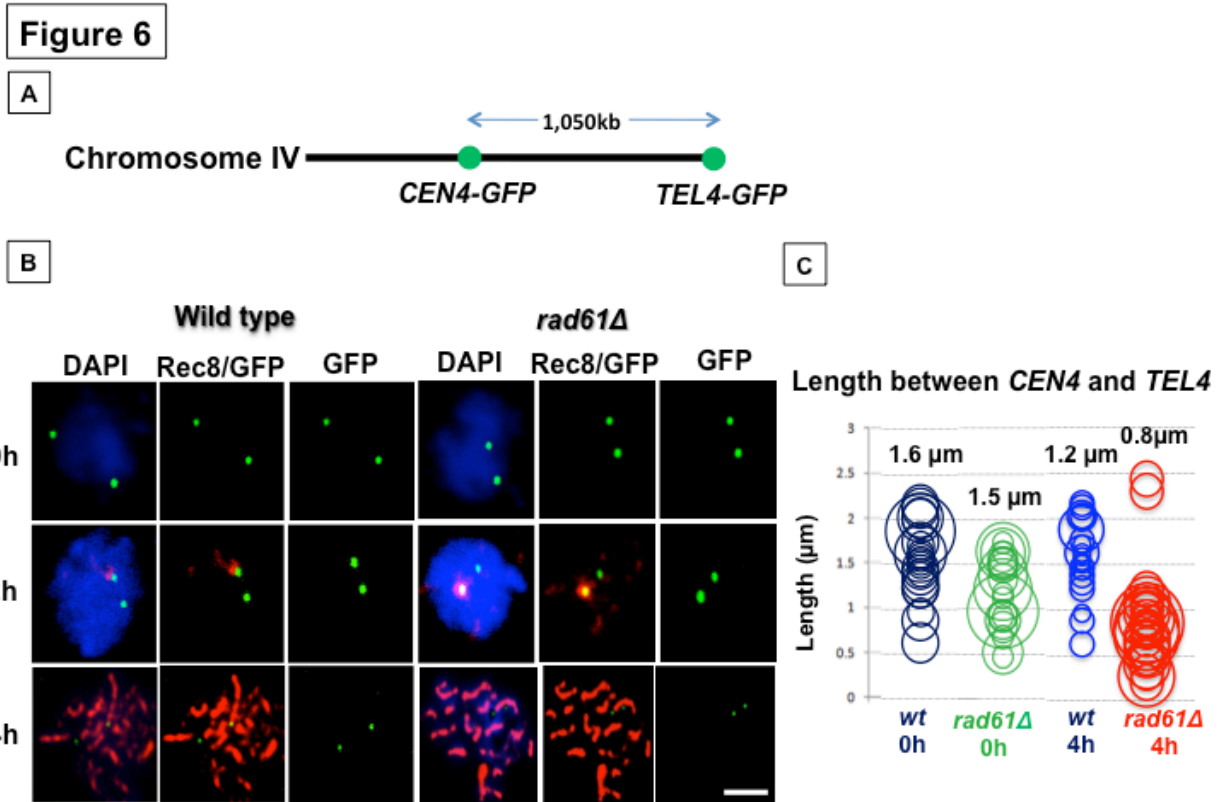 Figure 6
A
1,050kb
Chromosome IV
CEN4-GFP TEL4-GFP
B
Wild type rad61Δ
DAPI Rec8/GFP GFP DAPI Rec8/GFP GFP
h
h
h
C
Length between CEN4 and TEL4
Length (μm)
3
2.5
2
1.5
1
0.5
0
1.6 μm
1.5 μm
1.2 μm
0.8μm
wt rad61Δ wt rad61Δ
0h 0h 4h 4h